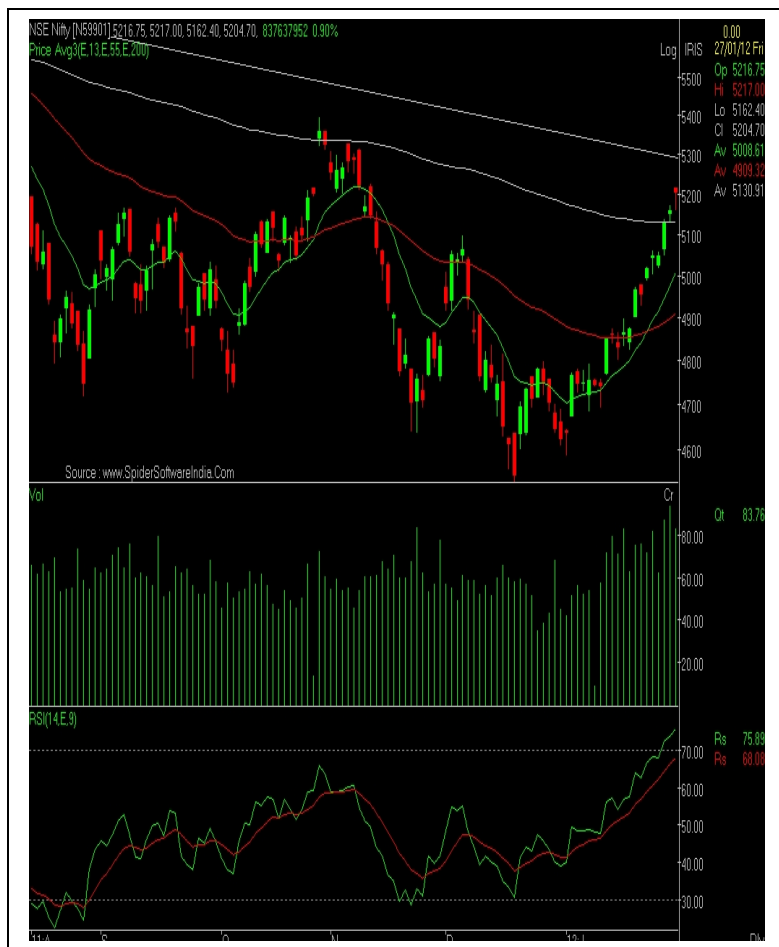 NSE Nifty [N59901] 5216.75, 5217.00, 5162.40, 5204.70, 837637952 0.90%
Price Avg3(E,13,E,55,E,200)
Log
IRIS
0.00
27/01/12 Fri
Op 5216.75
Hi 5217.00
Lo 5162.40
Cl 5204.70
Av 5008.61
Av 4909.32
Av 5130.91
5500
5400
5300
5200
5100
5000
4900
4800
4700
4600
Source : www.SpiderSoftwareIndia.Com
Vol
Cr
Qt 83.76
80.00
60.00
40.00
20.00
RSI(14,E,9)
Rs 75.89
Rs 68.08
70.00
60.00
50.00
40.00
30.00